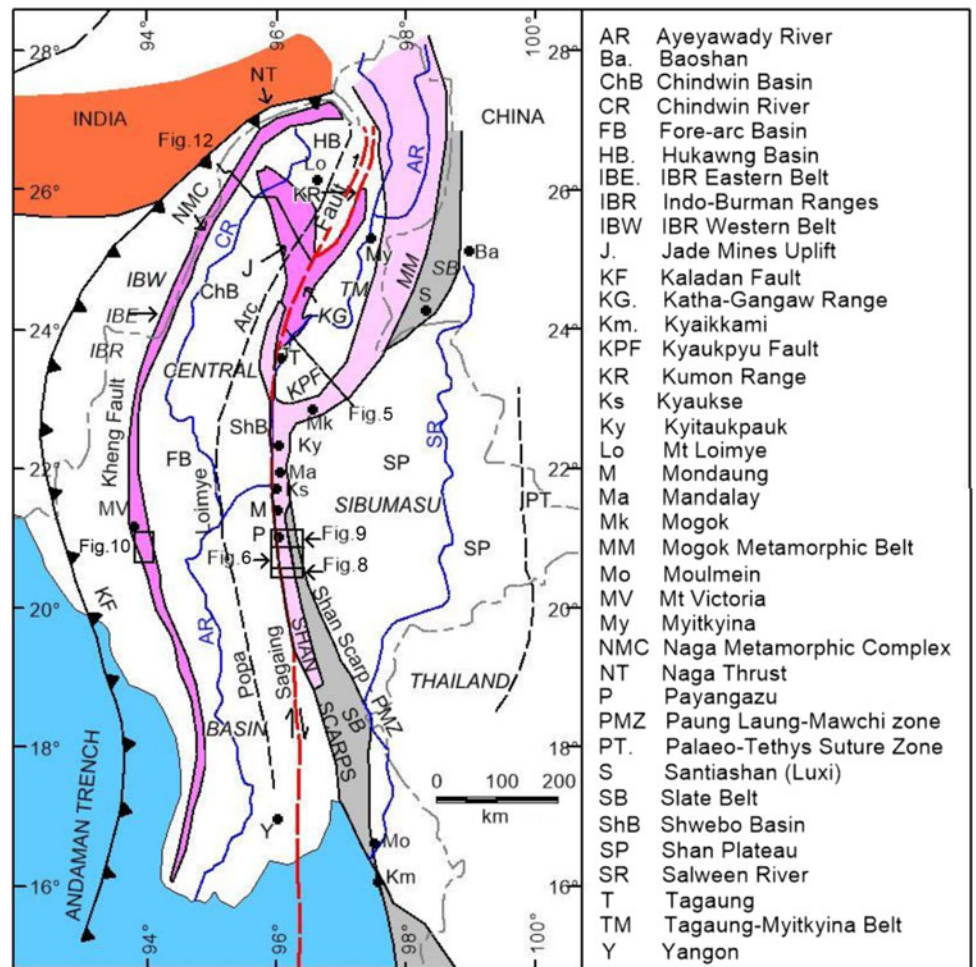 94°
96°
98°
100°
28°
28°
NT
INDIA
CHINA
Fig.12
HB
Lo
AR
26°
26°
NMC
KR
Fault
CR
My
Ba
IBW
J
MM
SB
ChB
TM
S
IBE
Arc
KG
24°
24°
IBR
CENTRAL
T
KPF
Fig.5
Kheng Fault
ShB
Mk
SR
Ky
FB
SP
22°
22°
Ma
Ks
Loimye
SIBUMASU
PT
MV
M
P
Fig.9
Fig.10
Fig.6
Fig.8
SP
KF
20°
20°
AR
SHAN
Shan Scarp
Popa
Sagaing
THAILAND
BASIN
SB
PMZ
SCARPS
18°
18°
0 100 200
km
ANDAMAN TRENCH
Y
Mo
Km
16°
16°
94°
96°
98°
100°
AR Ayeyawady River
Ba. Baoshan
ChB Chindwin Basin
CR Chindwin River
FB Fore-arc Basin
HB. Hukawng Basin
IBE. IBR Eastern Belt
IBR Indo-Burman Ranges
IBW IBR Western Belt
J. Jade Mines Uplift
KF Kaladan Fault
KG. Katha-Gangaw Range
Km. Kyaikkami
KPF Kyaukpyu Fault
KR Kumon Range
Ks Kyaukse
Ky Kyitaukpauk
Lo Mt Loimye
M Mondaung
Ma Mandalay
Mk Mogok
MM Mogok Metamorphic Belt
Mo Moulmein
MV Mt Victoria
My Myitkyina
NMC Naga Metamorphic Complex
NT Naga Thrust
P Payangazu
PMZ Paung Laung-Mawchi zone
PT. Palaeo-Tethys Suture Zone
S Santiashan (Luxi)
SB Slate Belt
ShB Shwebo Basin
SP Shan Plateau
SR Salween River
T Tagaung
TM Tagaung-Myitkyina Belt
Y Yangon